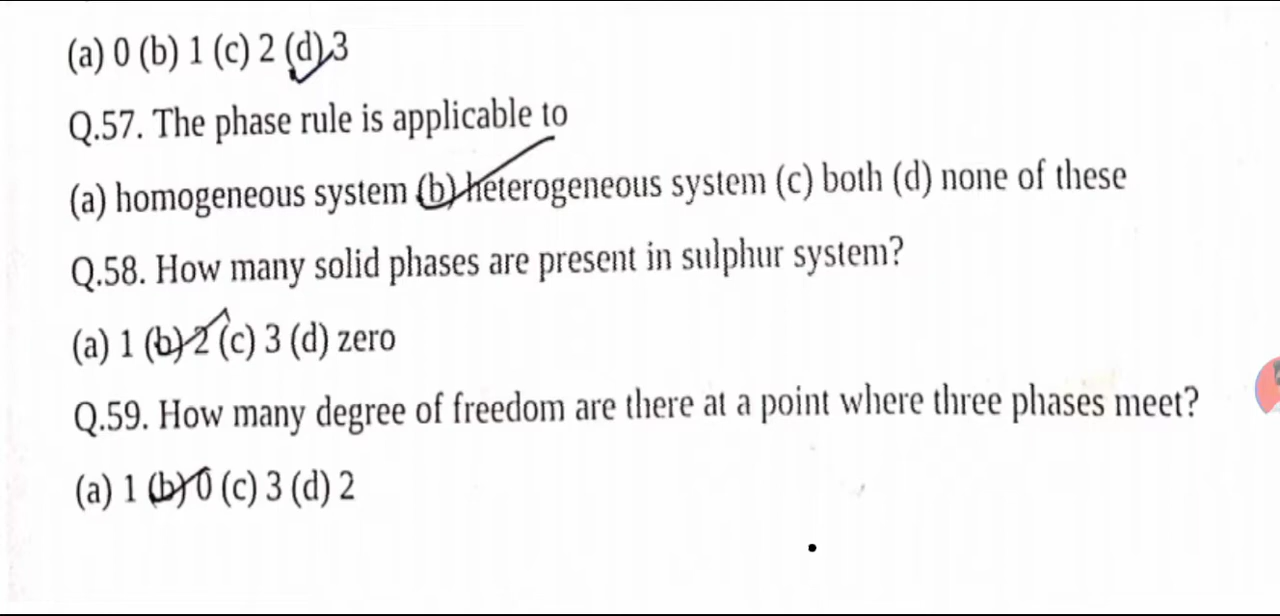 (a) 0 (b) 1 (c) 2 (d) 3
Q.57. The phase rule is applicable to
(a) homogeneous system (b) heterogeneous system (c) both (d) none of these
Q.58. How many solid phases are present in sulphur system?
(a) 1 (b) 2 (c) 3 (d) zero
Q.59. How many degree of freedom are there at a point where three phases meet?
(a) 1 (b) 0 (c) 3 (d) 2